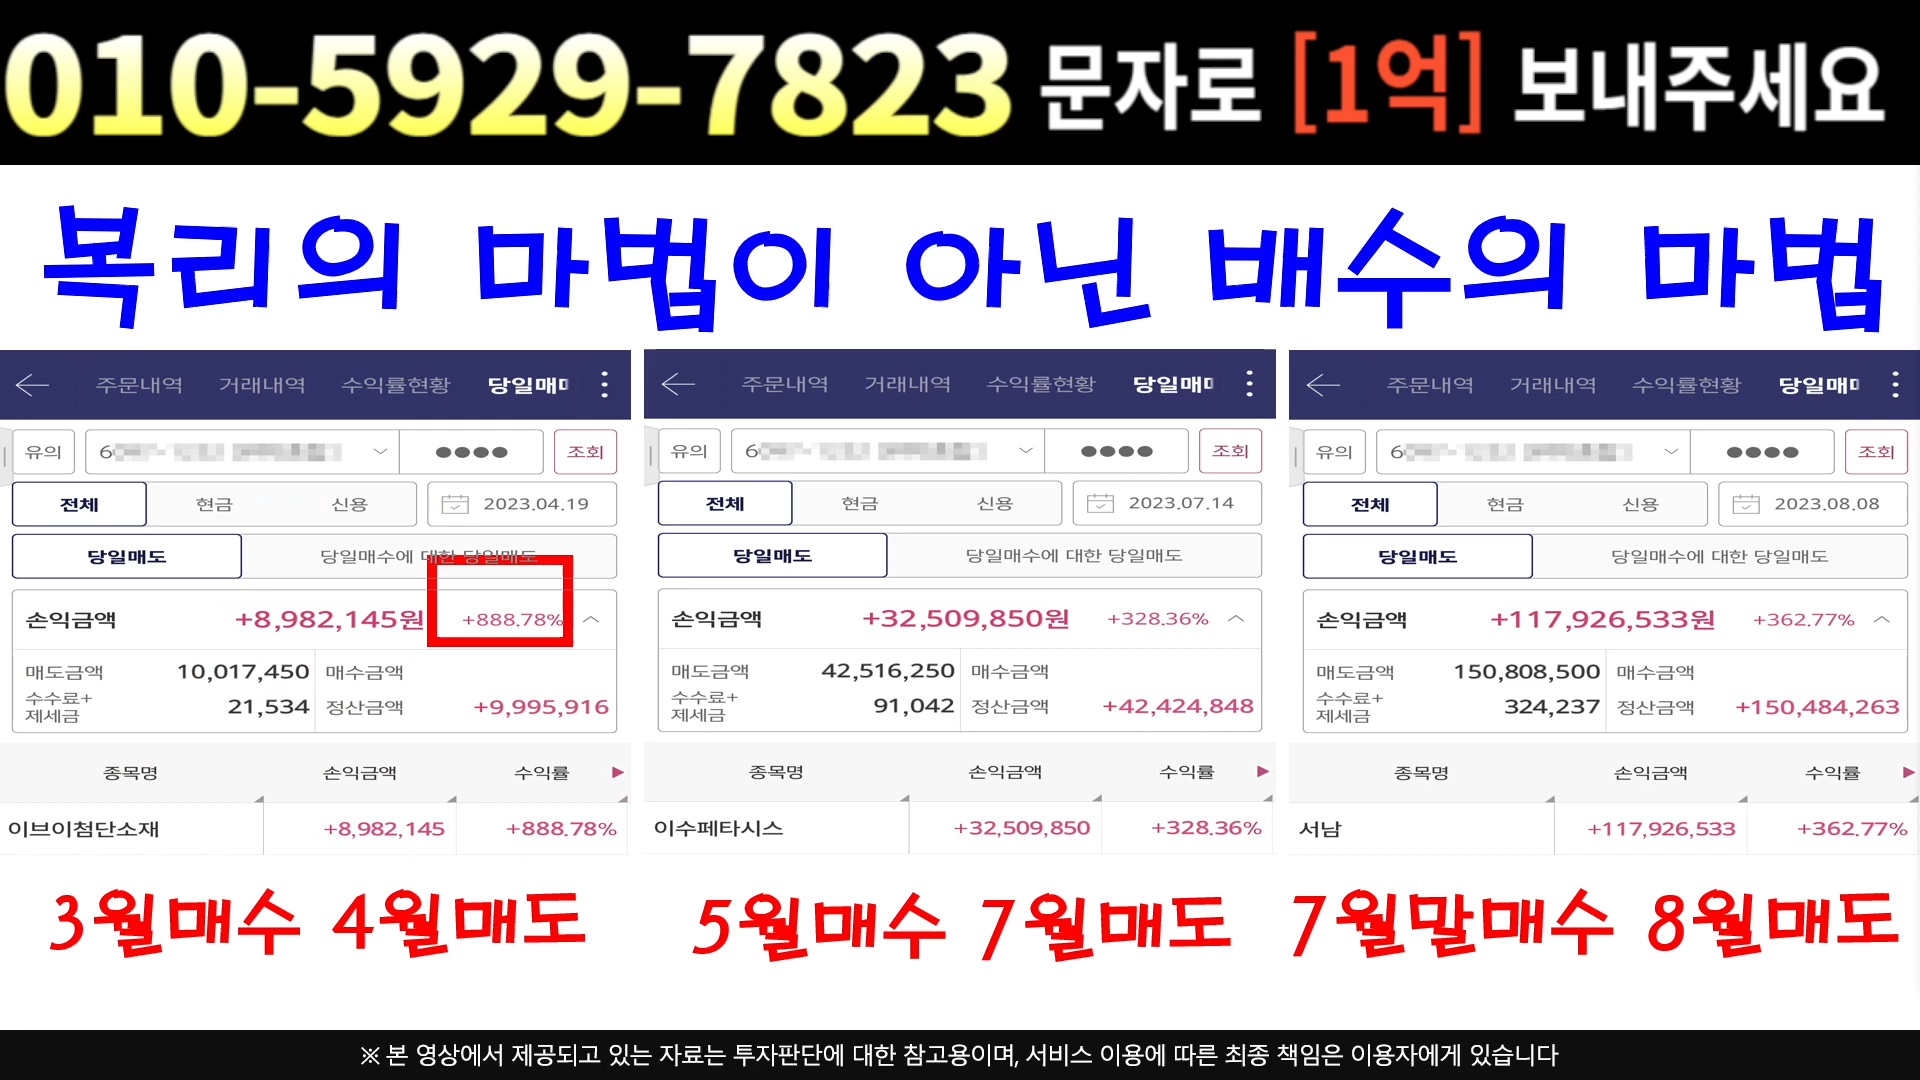 010-5929-7823 문자로 [1억] 보내주세요
복리의 마법이 아닌 배수의 마법
주문내역 거래내역 수익률현황 당일매
유의 6 ●●●● 조회
전체 현금 신용 2023.04.19
당일매도 당일매수에 대한 당일매도
손익금액 +8,982,145원 +888.78%
매도금액 10,017,450 매수금액
수수료+
제세금 21,534 정산금액 +9,995,916
종목명 손익금액 수익률
이브이첨단소재 +8,982,145 +888.78%
3월매수 4월매도
주문내역 거래내역 수익률현황 당일매
유의 6 ●●●● 조회
전체 현금 신용 2023.07.14
당일매도 당일매수에 대한 당일매도
손익금액 +32,509,850원 +328.36%
매도금액 42,516,250 매수금액
수수료+
제세금 91,042 정산금액 +42,424,848
종목명 손익금액 수익률
이수페타시스 +32,509,850 +328.36%
5월매수 7월매도
주문내역 거래내역 수익률현황 당일매
유의 6 ●●●● 조회
전체 현금 신용 2023.08.08
당일매도 당일매수에 대한 당일매도
손익금액 +117,926,533원 +362.77%
매도금액 150,808,500 매수금액
수수료+
제세금 324,237 정산금액 +150,484,263
종목명 손익금액 수익률
서남 +117,926,533 +362.77%
7월말매수 8월매도
※ 본 영상에서 제공되고 있는 자료는 투자판단에 대한 참고용이며, 서비스 이용에 따른 최종 책임은 이용자에게 있습니다